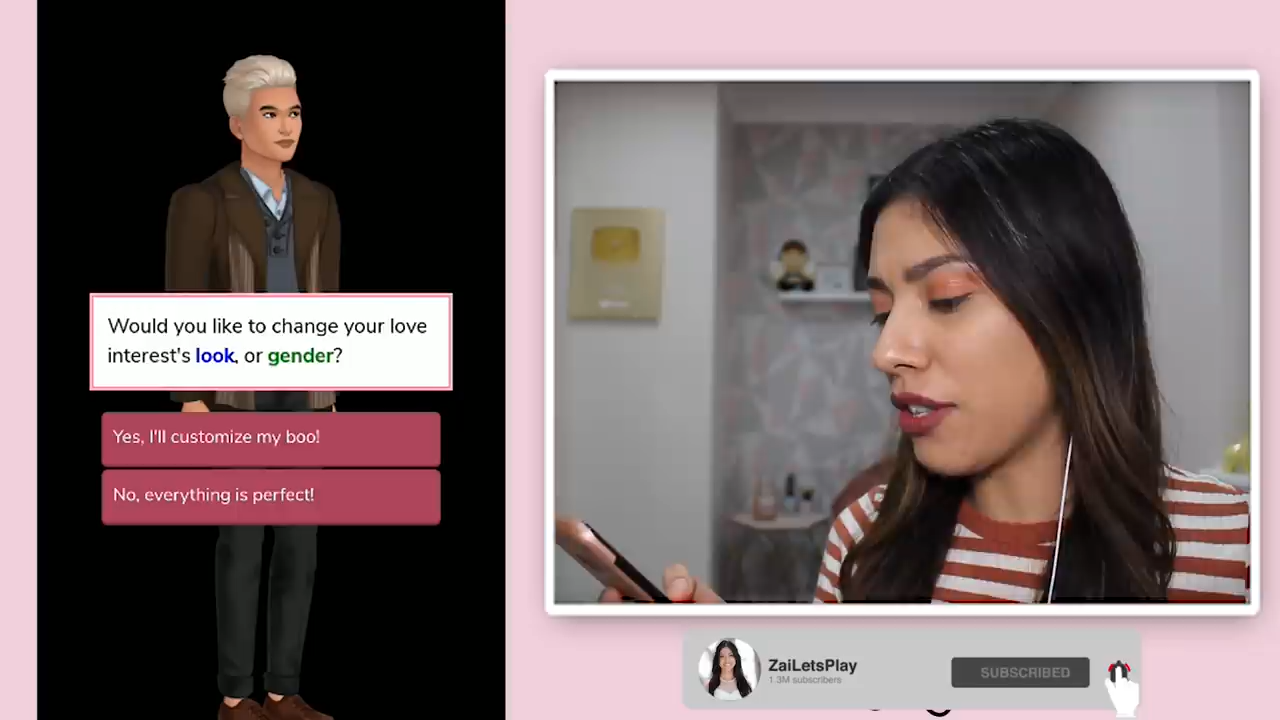 Would you like to change your love
interest's look, or gender?
Yes, I'll customize my boo!
No, everything is perfect!
ZaiLetsPlay
1.3M subscribers
SUBSCRIBED